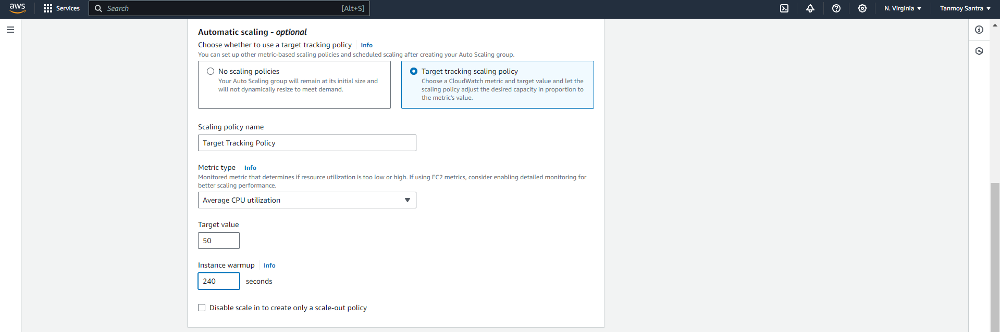 aws
Services
Search
[Alt+S]
N. Virginia
Tanmoy Santra
Automatic scaling - optional
Choose whether to use a target tracking policy
Info
You can set up other metric-based scaling policies and scheduled scaling after creating your Auto Scaling group.
No scaling policies
Your Auto Scaling group will remain at its initial size and
will not dynamically resize to meet demand.
Target tracking scaling policy
Choose a CloudWatch metric and target value and let the
scaling policy adjust the desired capacity in proportion to
the metric's value.
Scaling policy name
Target Tracking Policy
Metric type
Info
Monitored metric that determines if resource utilization is too low or high. If using EC2 metrics, consider enabling detailed monitoring for
better scaling performance.
Average CPU utilization
Target value
50
Instance warmup
Info
240
seconds
Disable scale in to create only a scale-out policy